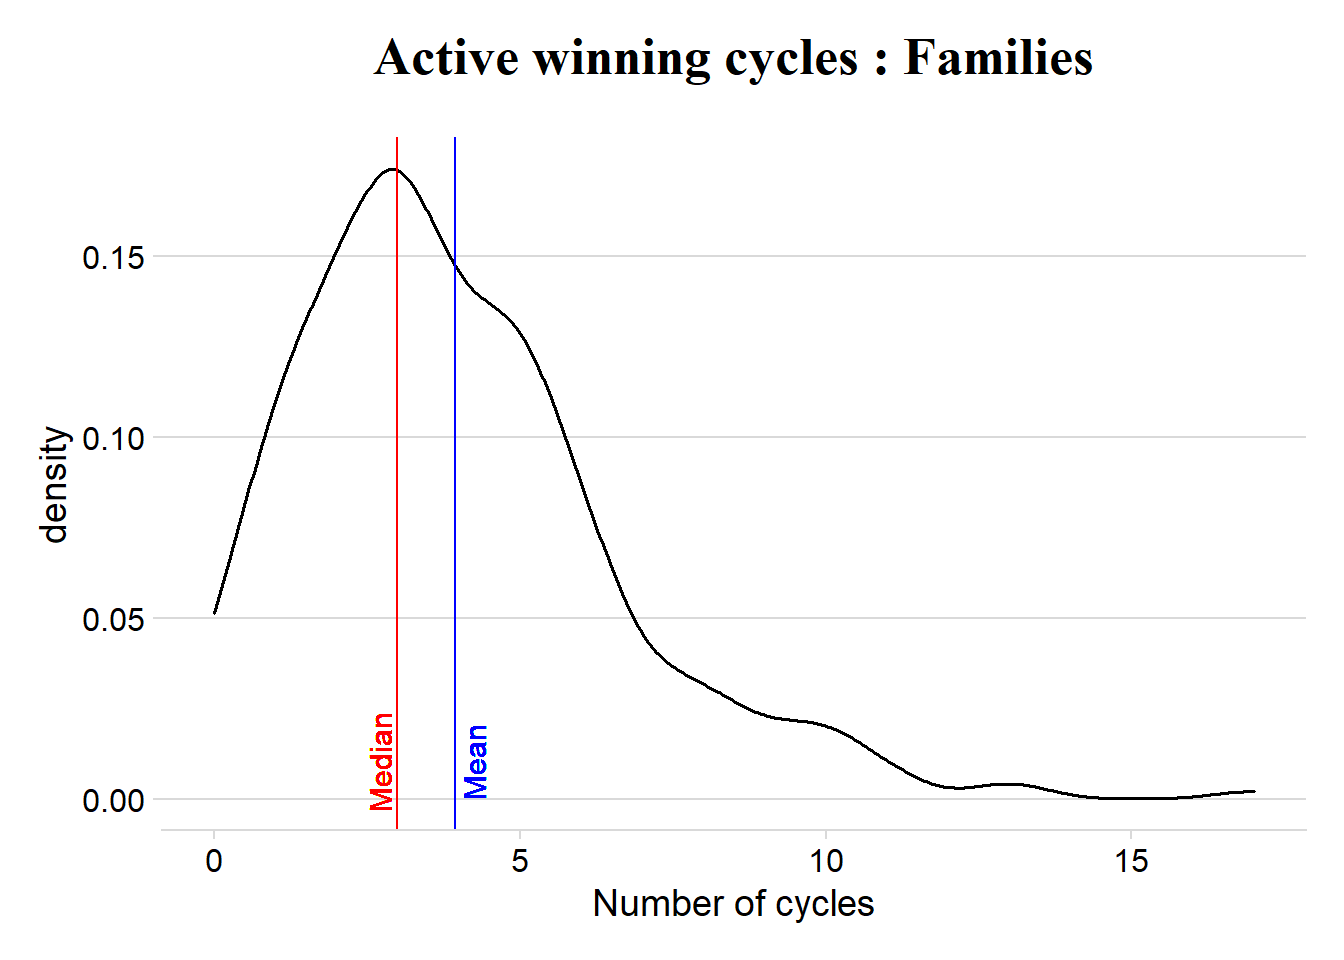 Active winning cycles : Families
density
0.15
0.10
0.05
0.00
Median
Mean
0
5
10
15
Number of cycles